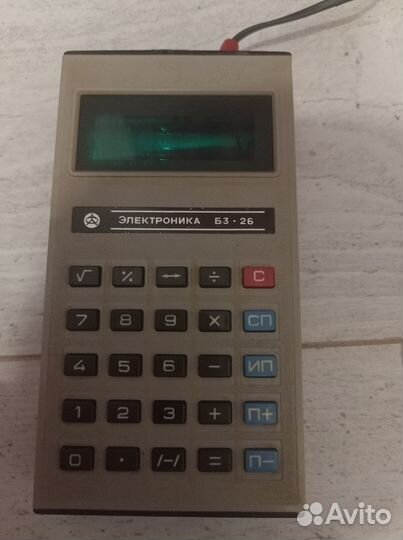 ЭЛЕКТРОНИКА Б3·26
√ % ↔ ÷ C
7 8 9 × СП
4 5 6 − ИП
1 2 3 + П+
0 · /−/ = П−
Avito